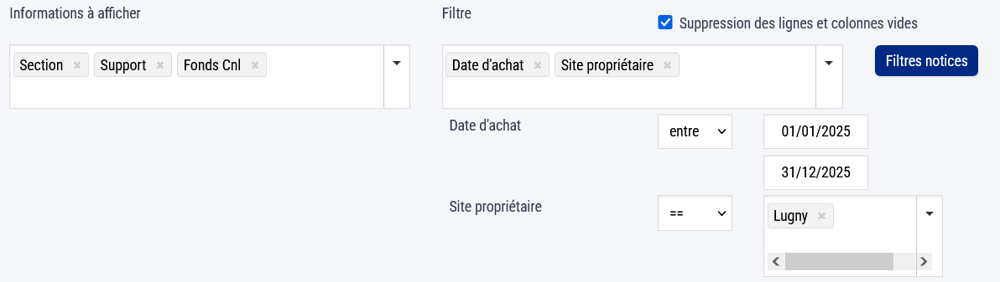 Informations à afficher
Filtre
Suppression des lignes et colonnes vides
Section × Support × Fonds Cnl ×
Date d'achat × Site propriétaire ×
Filtres notices
Date d'achat
entre
01/01/2025
31/12/2025
Site propriétaire
==
Lugny ×